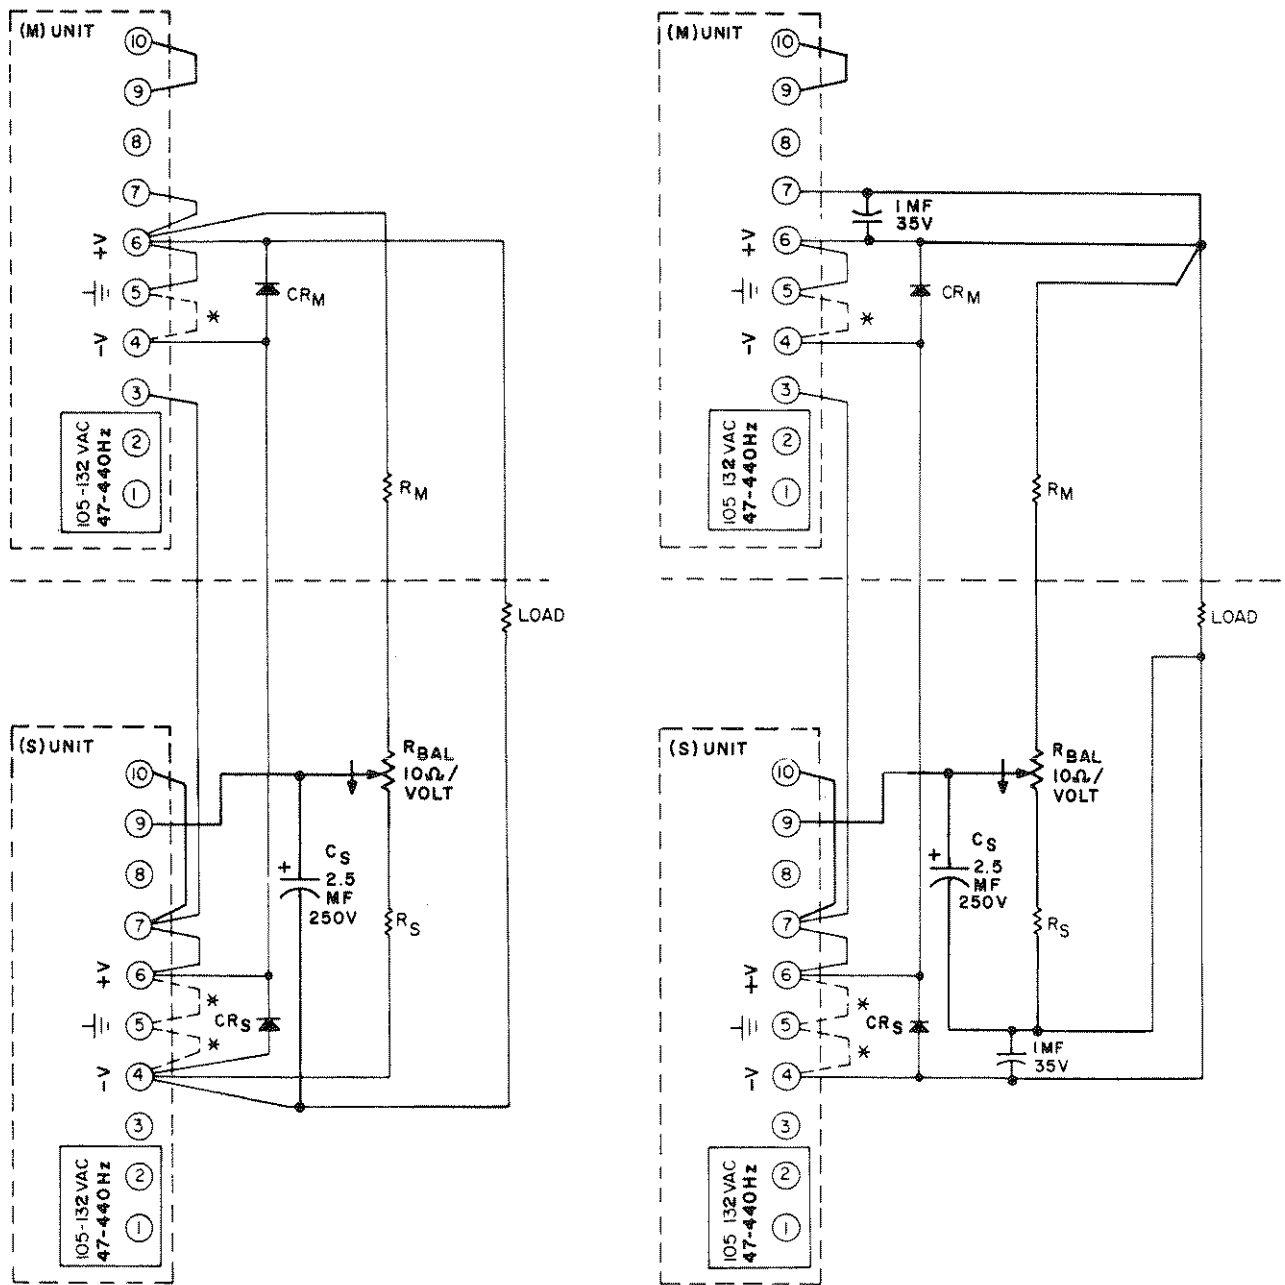 (M) UNIT
10
9
8
7
6
+V
5
4
-V
3
2
1
105-132 VAC
47-440Hz
*
CRM
RM
LOAD
(S) UNIT
10
9
8
7
6
+V
5
4
-V
3
2
1
105-132 VAC
47-440Hz
*
*
CRS
RBAL
10Ω/
VOLT
+
CS
2.5
MF
250V
RS
(M) UNIT
10
9
8
7
6
+V
5
4
-V
3
2
1
105 132 VAC
47-440Hz
1 MF
35V
*
CRM
RM
LOAD
(S) UNIT
10
9
8
7
6
+V
5
4
-V
3
2
1
105 132 VAC
47-440Hz
*
*
CRS
RBAL
10Ω/
VOLT
+
CS
2.5
MF
250V
RS
1MF
35V